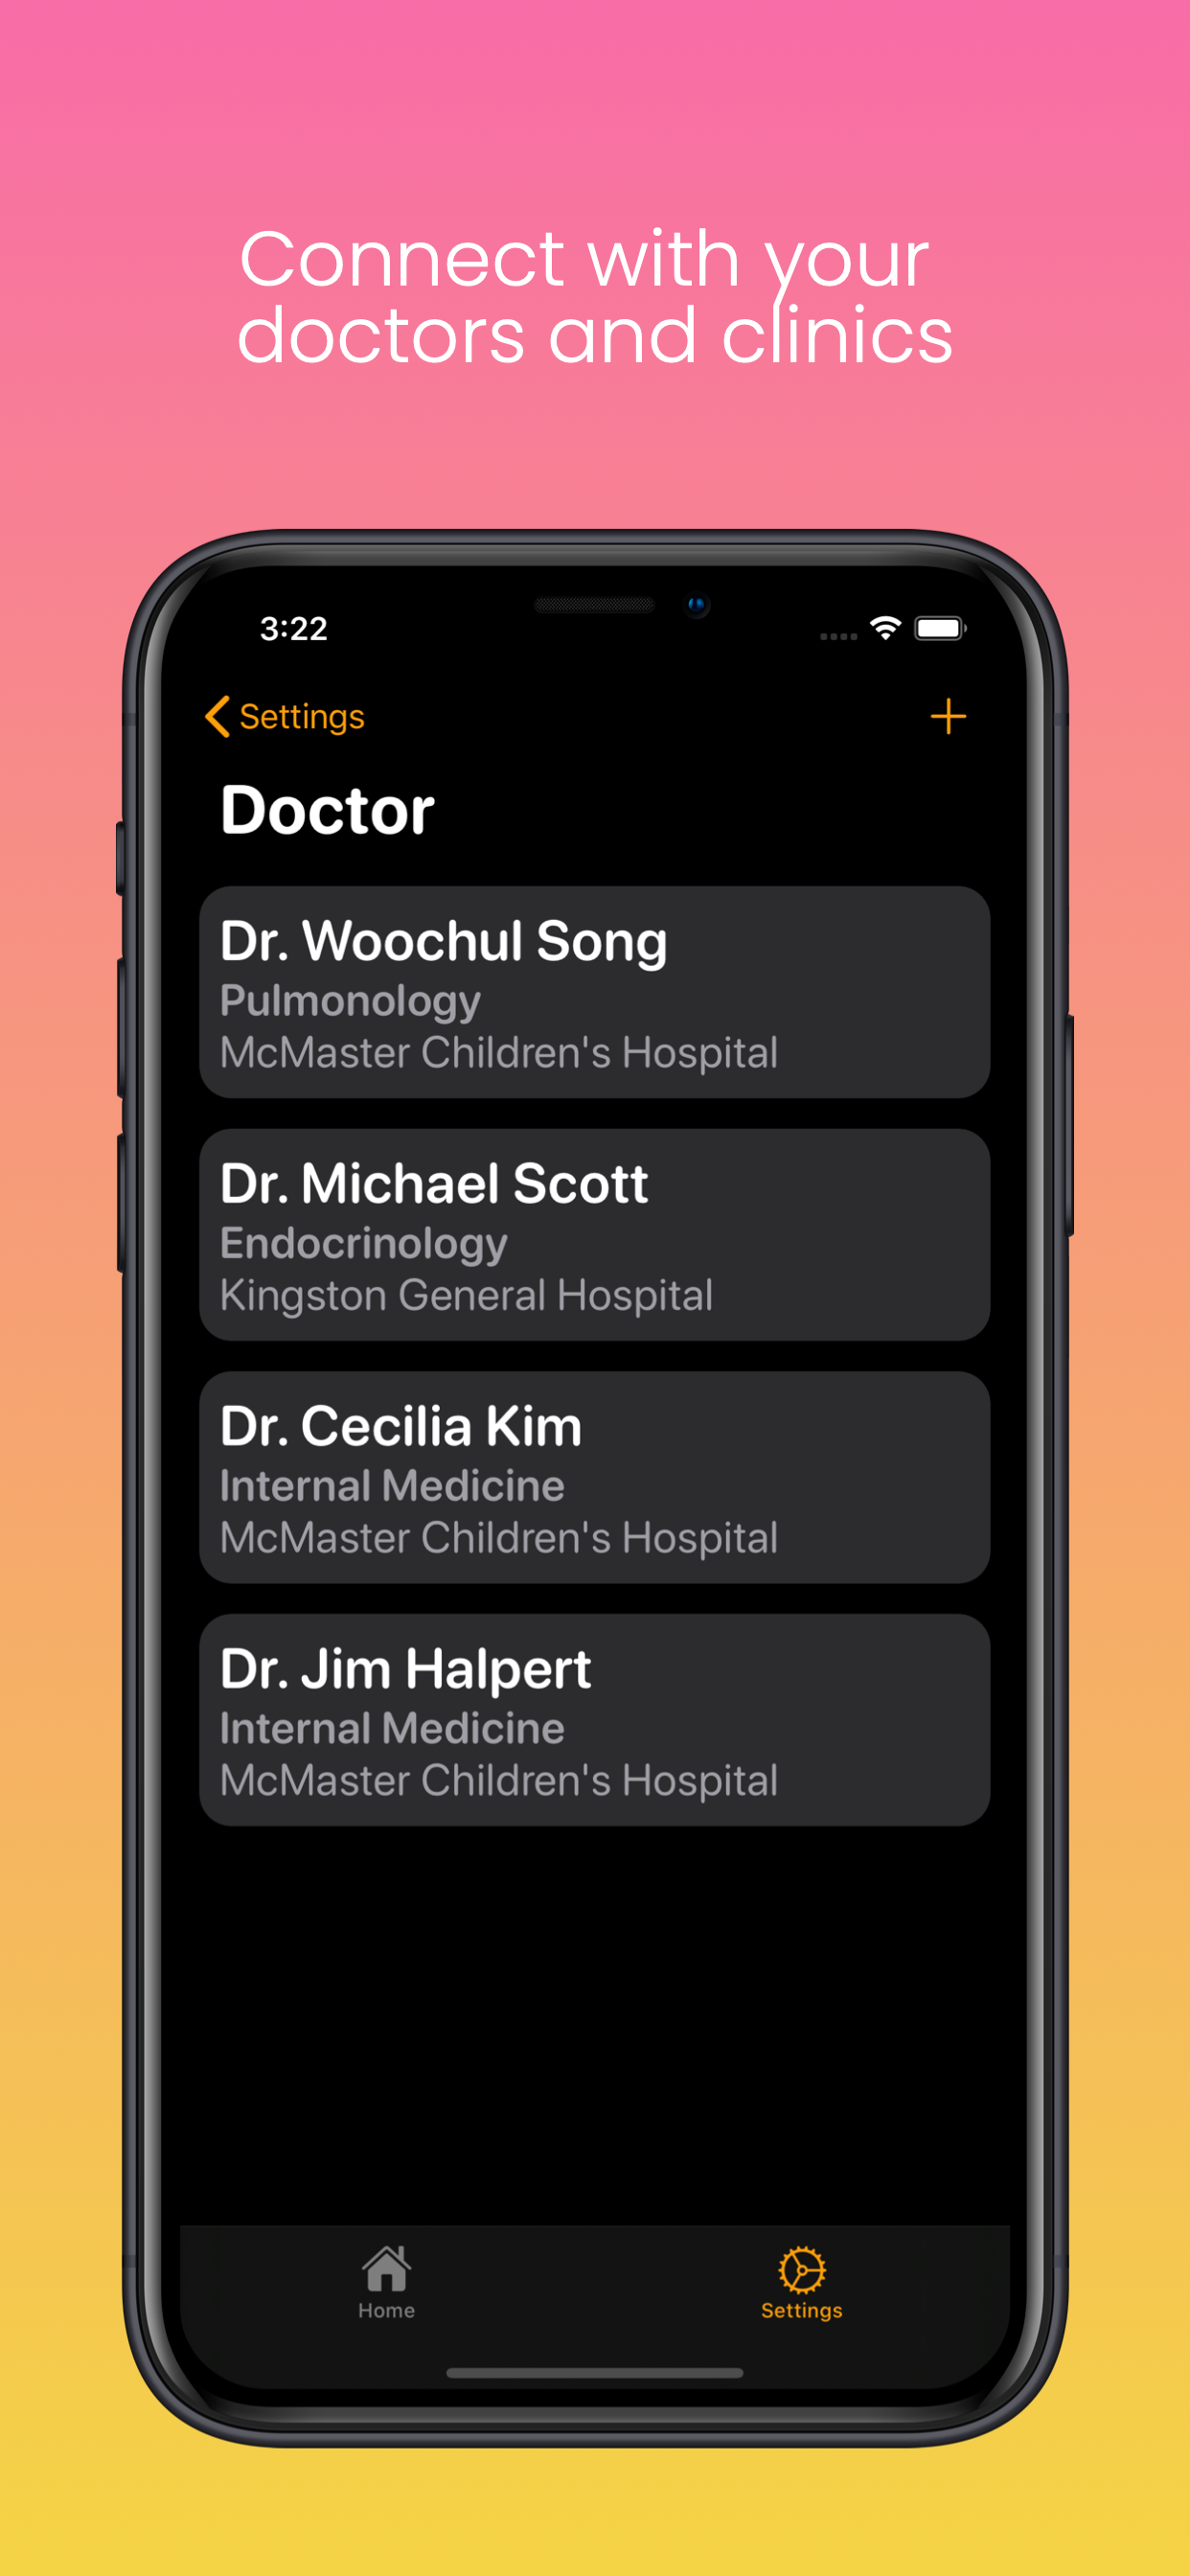 Connect with your
doctors and clinics
3:22
Settings
Doctor
Dr. Woochul Song
Pulmonology
McMaster Children's Hospital
Dr. Michael Scott
Endocrinology
Kingston General Hospital
Dr. Cecilia Kim
Internal Medicine
McMaster Children's Hospital
Dr. Jim Halpert
Internal Medicine
McMaster Children's Hospital
Home
Settings